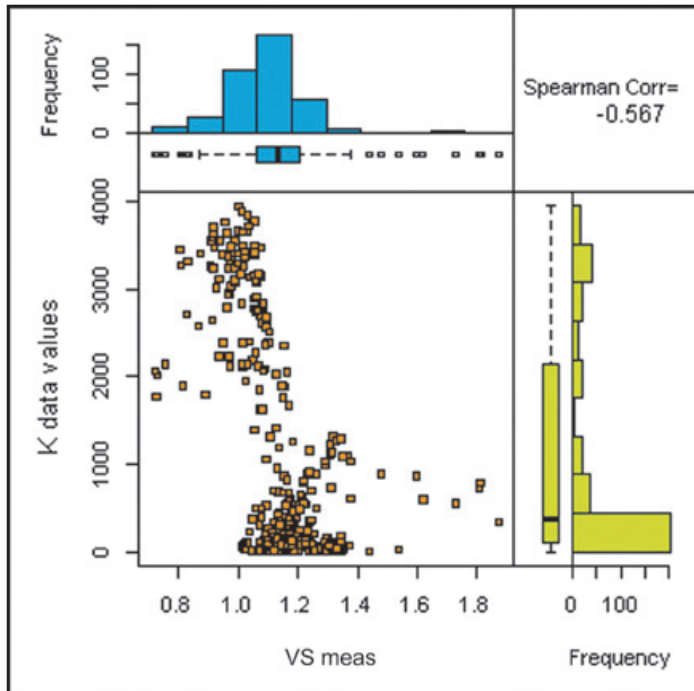 Frequency
100
0
Spearman Corr=
-0.567
K data values
4000
3000
2000
1000
0
0.8 1.0 1.2 1.4 1.6 1.8
VS meas
0 100
Frequency